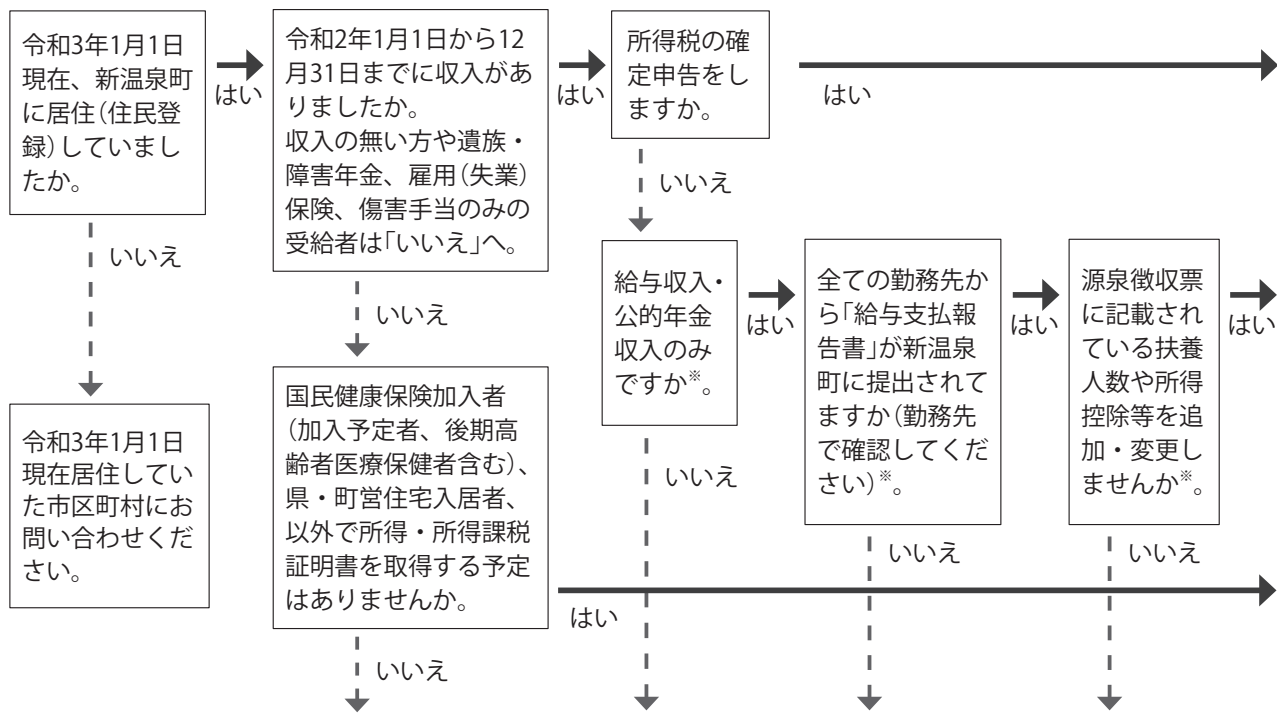 令和3年1月1日
現在、新温泉町
に居住(住民登
録)していまし
たか。
はい
いいえ
令和3年1月1日
現在居住してい
た市区町村にお
問い合わせくだ
さい。
令和2年1月1日から12
月31日までに収入があ
りましたか。
収入の無い方や遺族・
障害年金、雇用(失業)
保険、傷害手当のみの
受給者は「いいえ」へ。
はい
いいえ
国民健康保険加入者
(加入予定者、後期高
齢者医療保健者含む)、
県・町営住宅入居者、
以外で所得・所得課税
証明書を取得する予定
はありませんか。
はい
いいえ
所得税の確
定申告をし
ますか。
はい
いいえ
給与収入・
公的年金
収入のみ
ですか※。
はい
いいえ
全ての勤務先か
ら「給与支払報
告書」が新温泉
町に提出されて
ますか(勤務先
で確認してくだ
さい)※。
はい
いいえ
源泉徴収票
に記載され
ている扶養
人数や所得
控除等を追
加・変更し
ませんか※。
はい
いいえ